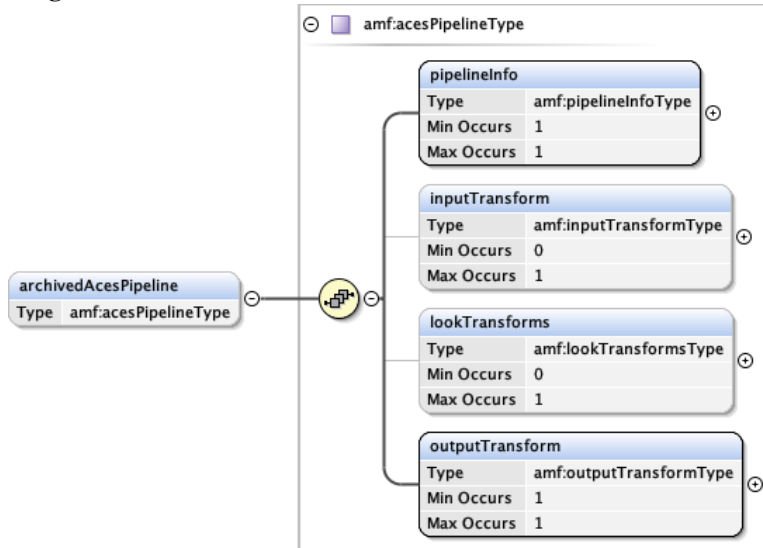 amf:acesPipelineType
pipelineInfo
Type amf:pipelineInfoType
Min Occurs 1
Max Occurs 1
inputTransform
Type amf:inputTransformType
Min Occurs 0
Max Occurs 1
archivedAcesPipeline
Type amf:acesPipelineType
lookTransforms
Type amf:lookTransformsType
Min Occurs 0
Max Occurs 1
outputTransform
Type amf:outputTransformType
Min Occurs 1
Max Occurs 1